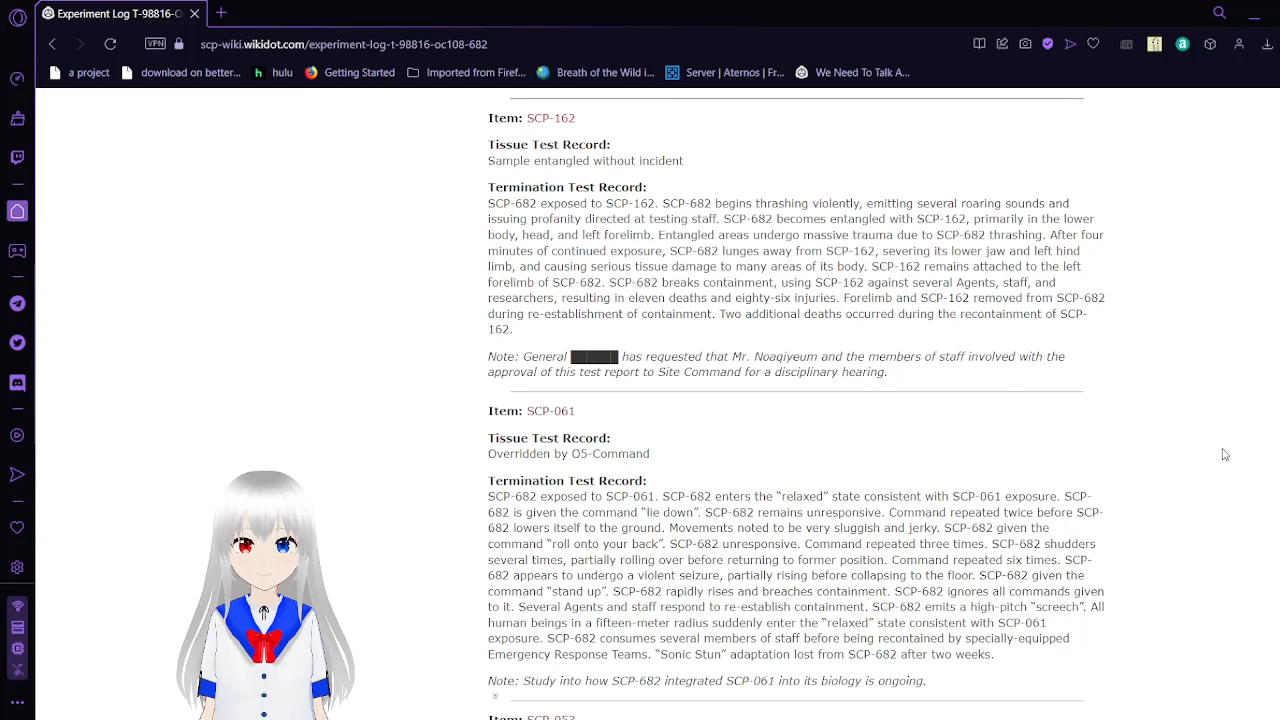 Experiment Log T-98816-O
VPN
scp-wiki.wikidot.com/experiment-log-t-98816-oc108-682
a project
download on better...
hulu
Getting Started
Imported from Firef...
Breath of the Wild i...
Server | Aternos | Fr...
We Need To Talk A...
Item: SCP-162
Tissue Test Record:
Sample entangled without incident
Termination Test Record:
SCP-682 exposed to SCP-162. SCP-682 begins thrashing violently, emitting several roaring sounds and
issuing profanity directed at testing staff. SCP-682 becomes entangled with SCP-162, primarily in the lower
body, head, and left forelimb. Entangled areas undergo massive trauma due to SCP-682 thrashing. After four
minutes of continued exposure, SCP-682 lunges away from SCP-162, severing its lower jaw and left hind
limb, and causing serious tissue damage to many areas of its body. SCP-162 remains attached to the left
forelimb of SCP-682. SCP-682 breaks containment, using SCP-162 against several Agents, staff, and
researchers, resulting in eleven deaths and eighty-six injuries. Forelimb and SCP-162 removed from SCP-682
during re-establishment of containment. Two additional deaths occurred during the recontainment of SCP-
162.
Note: General ██████ has requested that Mr. Noaqiyeum and the members of staff involved with the
approval of this test report to Site Command for a disciplinary hearing.
Item: SCP-061
Tissue Test Record:
Overridden by O5-Command
Termination Test Record:
SCP-682 exposed to SCP-061. SCP-682 enters the “relaxed” state consistent with SCP-061 exposure. SCP-
682 is given the command “lie down”. SCP-682 remains unresponsive. Command repeated twice before SCP-
682 lowers itself to the ground. Movements noted to be very sluggish and jerky. SCP-682 given the
command “roll onto your back”. SCP-682 unresponsive. Command repeated three times. SCP-682 shudders
several times, partially rolling over before returning to former position. Command repeated six times. SCP-
682 appears to undergo a violent seizure, partially rising before collapsing to the floor. SCP-682 given the
command “stand up”. SCP-682 rapidly rises and breaches containment. SCP-682 ignores all commands given
to it. Several Agents and staff respond to re-establish containment. SCP-682 emits a high-pitch “screech”. All
human beings in a fifteen-meter radius suddenly enter the “relaxed” state consistent with SCP-061
exposure. SCP-682 consumes several members of staff before being recontained by specially-equipped
Emergency Response Teams. “Sonic Stun” adaptation lost from SCP-682 after two weeks.
Note: Study into how SCP-682 integrated SCP-061 into its biology is ongoing.
Item: SCP-053